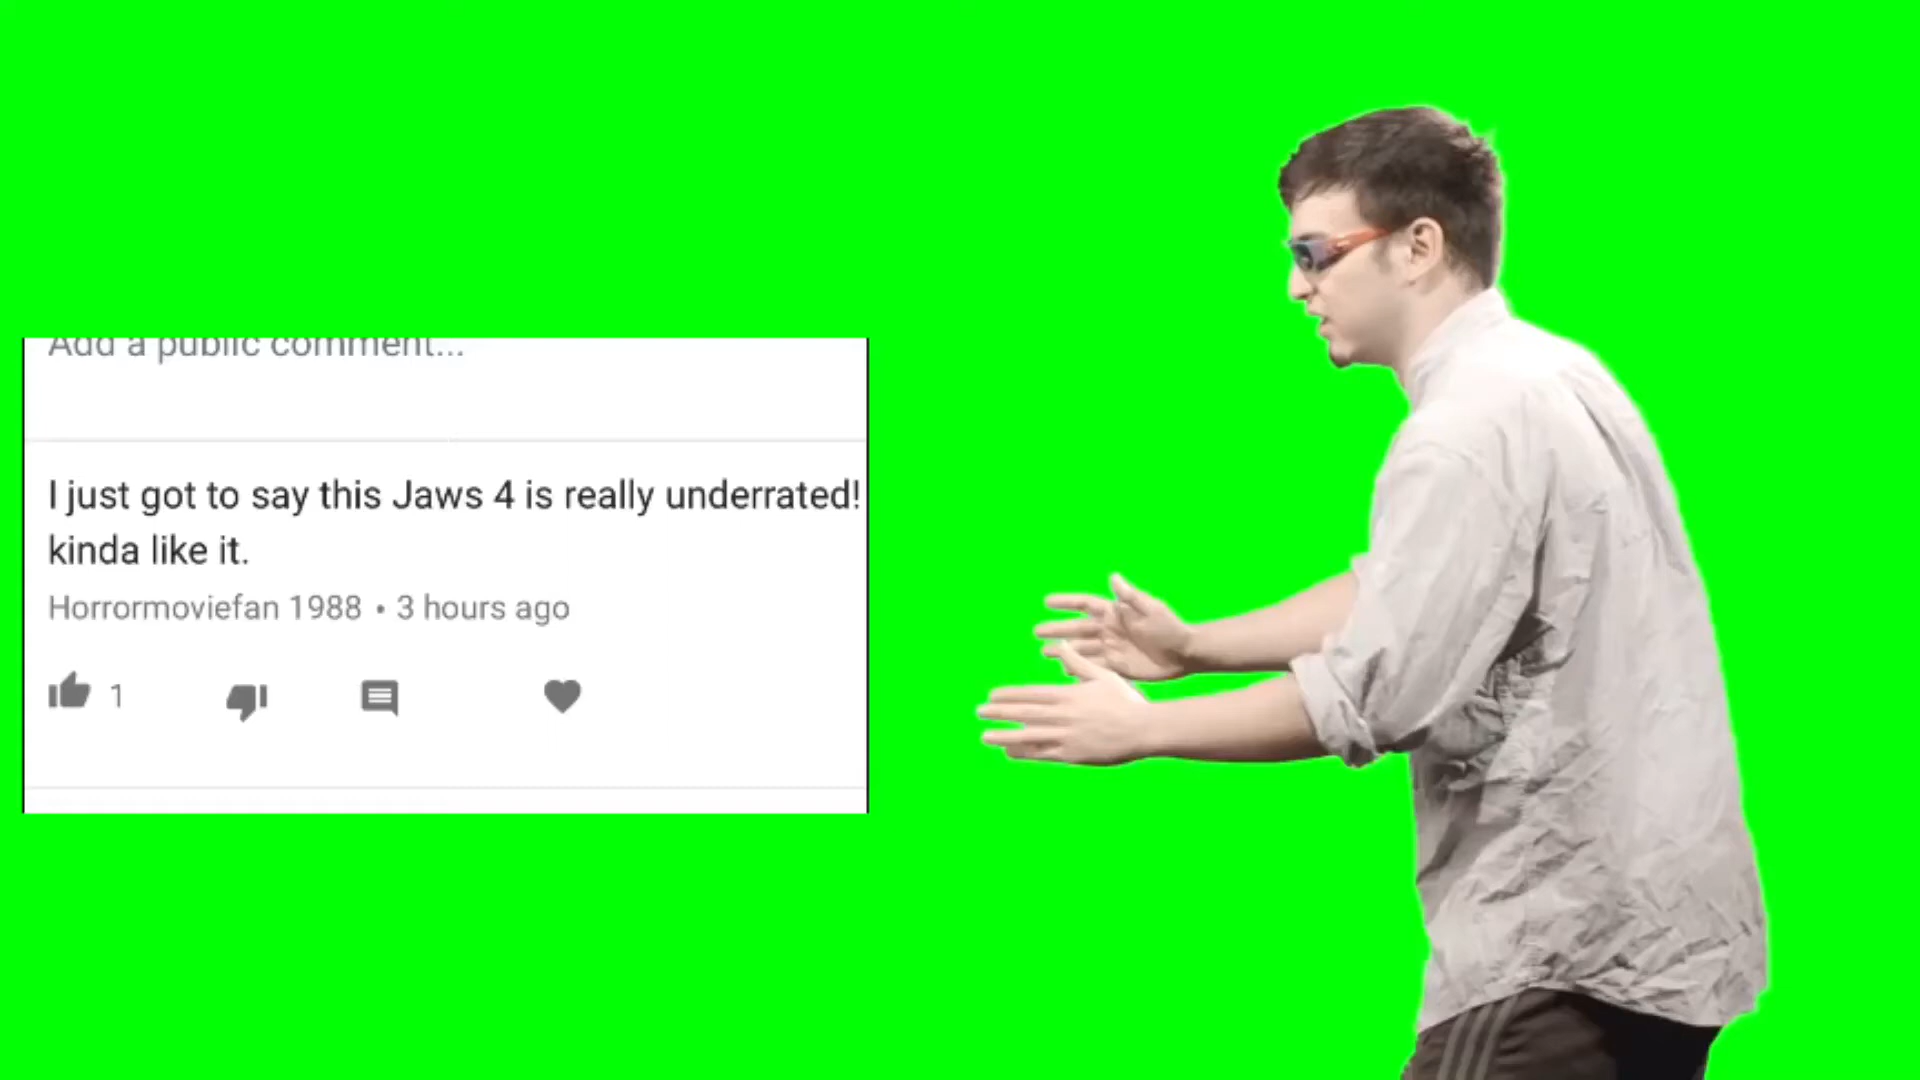 Add a public comment...
I just got to say this Jaws 4 is really underrated!
kinda like it.
Horrormoviefan 1988 • 3 hours ago
1